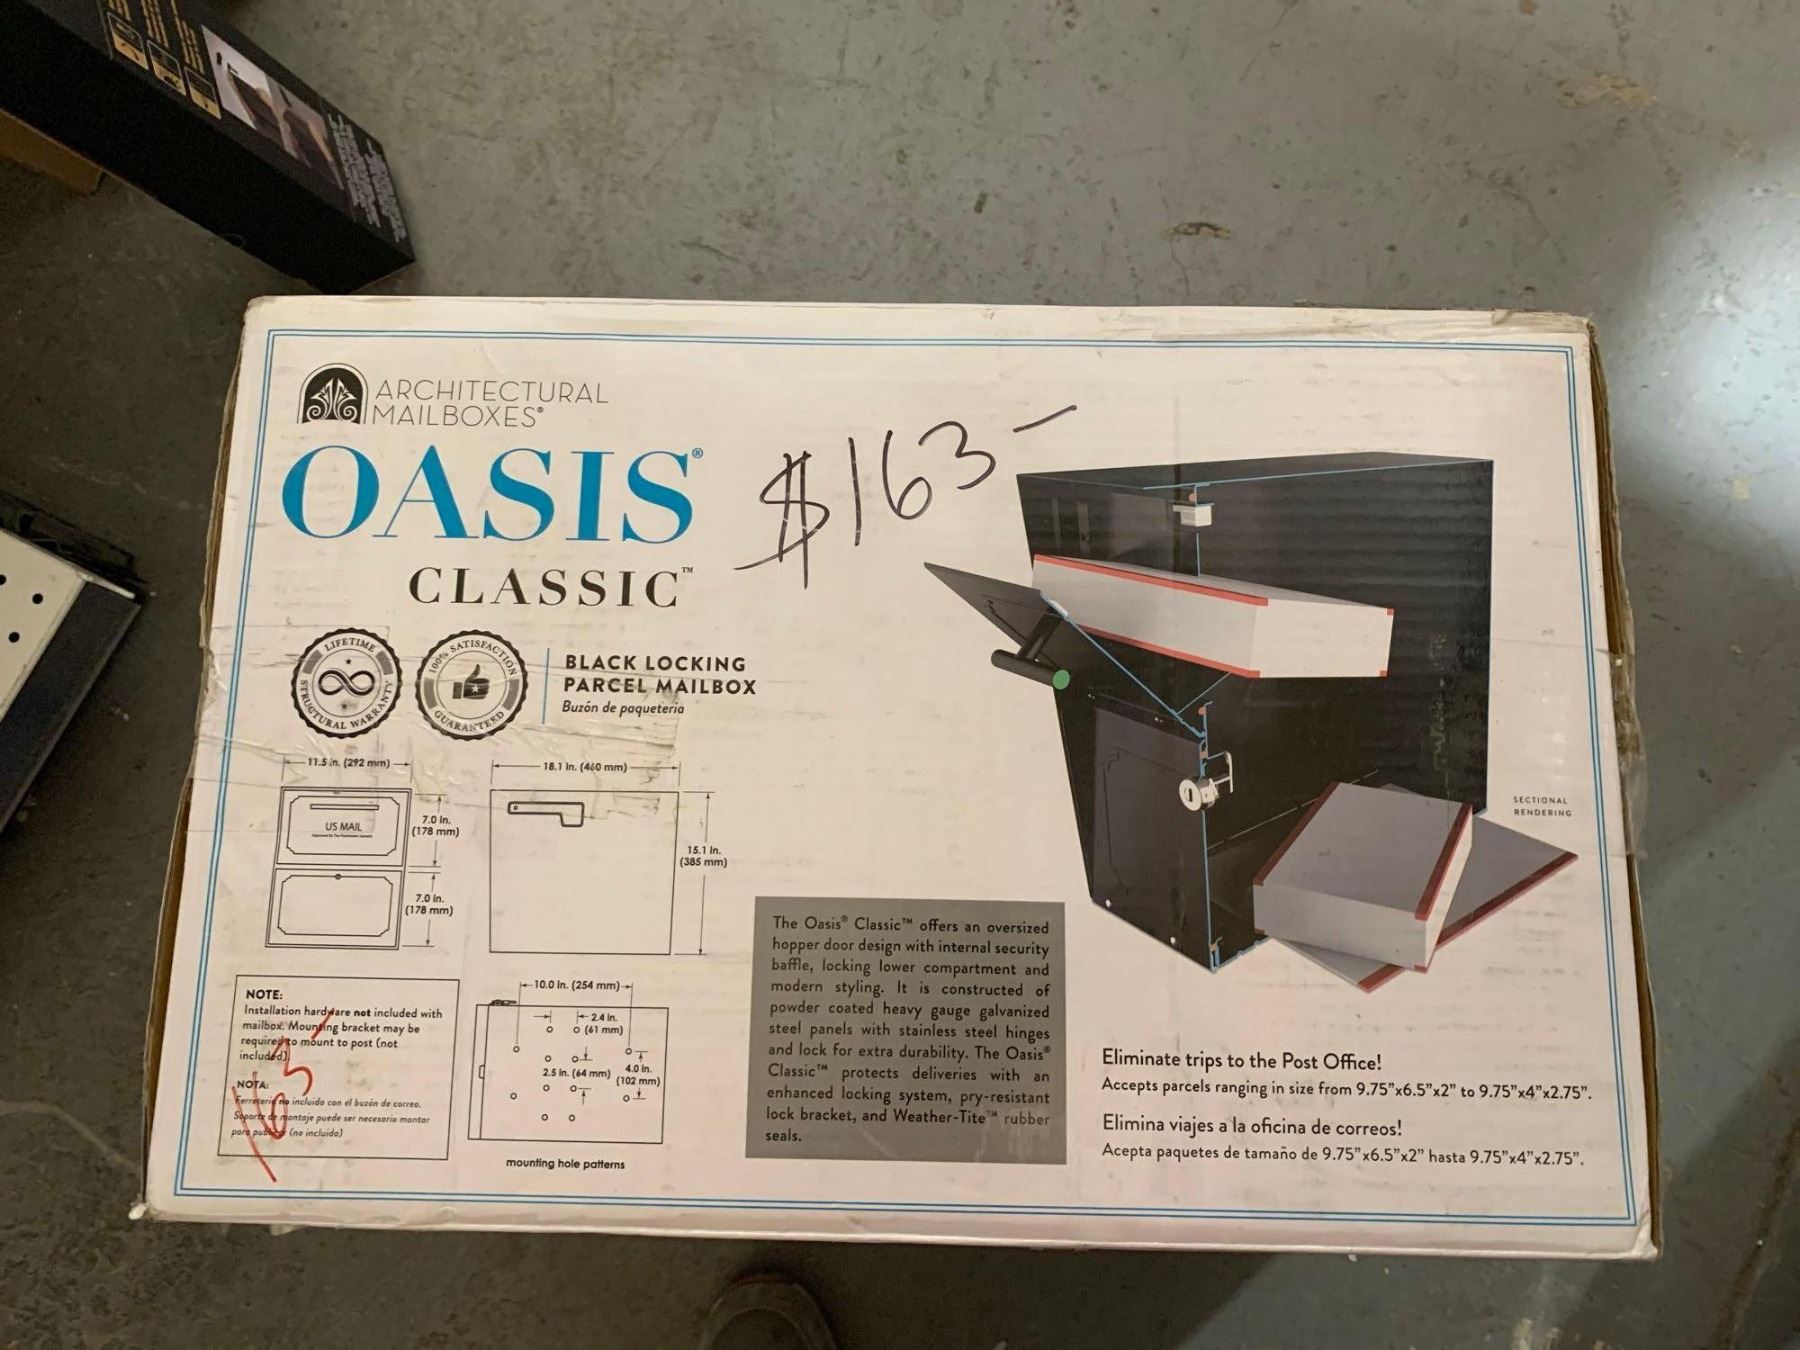 ARCHITECTURAL
MAILBOXES®
OASIS®
CLASSIC™
$163-
LIFETIME
STRUCTURAL WARRANTY
100% SATISFACTION
GUARANTEED
BLACK LOCKING
PARCEL MAILBOX
Buzón de paqueteria
11.5 in. (292 mm)
18.1 in. (460 mm)
US MAIL
7.0 in.
(178 mm)
7.0 in.
(178 mm)
15.1 in.
(385 mm)
SECTIONAL
RENDERING
NOTE:
Installation hardware not included with
mailbox. Mounting bracket may be
required to mount to post (not
included).
NOTA:
Ferreteria no incluido con el buzón de correo.
Soporte de montaje puede ser necesario montar
para publicar (no incluido)
163-
10.0 in. (254 mm)
2.4 in.
(61 mm)
2.5 in. (64 mm)
4.0 in.
(102 mm)
mounting hole patterns
The Oasis® Classic™ offers an oversized
hopper door design with internal security
baffle, locking lower compartment and
modern styling. It is constructed of
powder coated heavy gauge galvanized
steel panels with stainless steel hinges
and lock for extra durability. The Oasis®
Classic™ protects deliveries with an
enhanced locking system, pry-resistant
lock bracket, and Weather-Tite™ rubber
seals.
Eliminate trips to the Post Office!
Accepts parcels ranging in size from 9.75”x6.5”x2” to 9.75”x4”x2.75”.
Elimina viajes a la oficina de correos!
Acepta paquetes de tamaño de 9.75”x6.5”x2” hasta 9.75”x4”x2.75”.